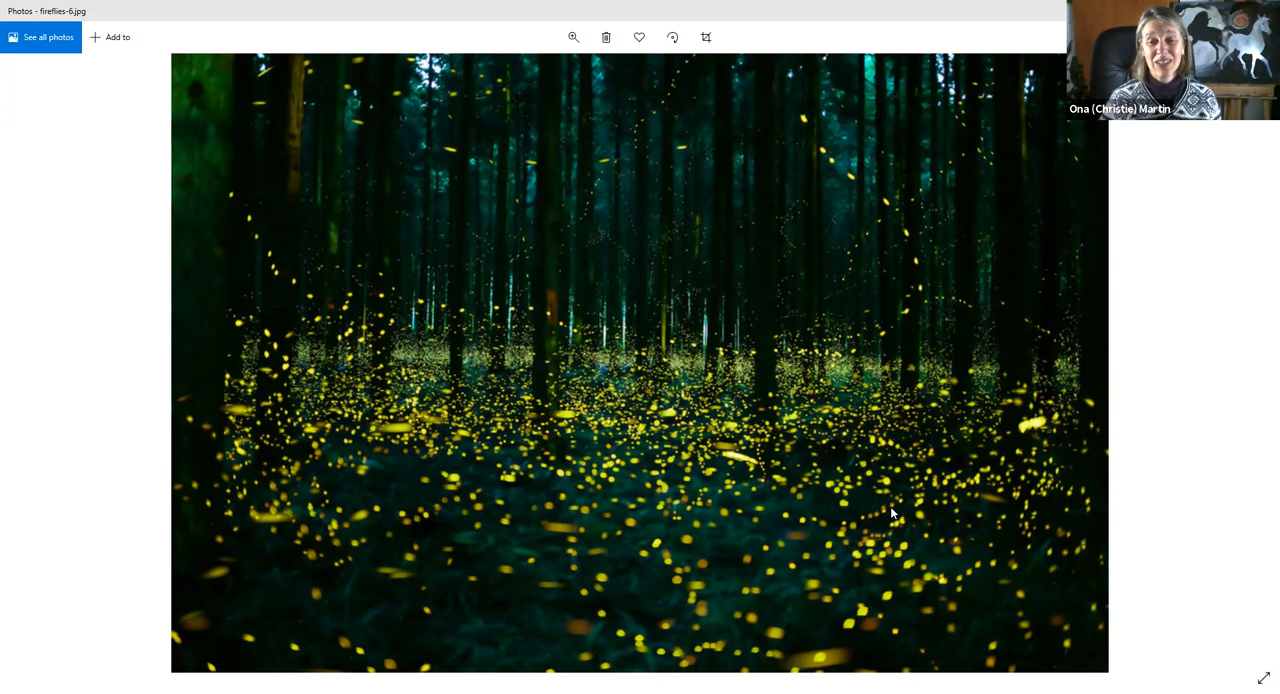 Photos - fireflies-6.jpg
See all photos
Add to
Ona (Christie) Martin